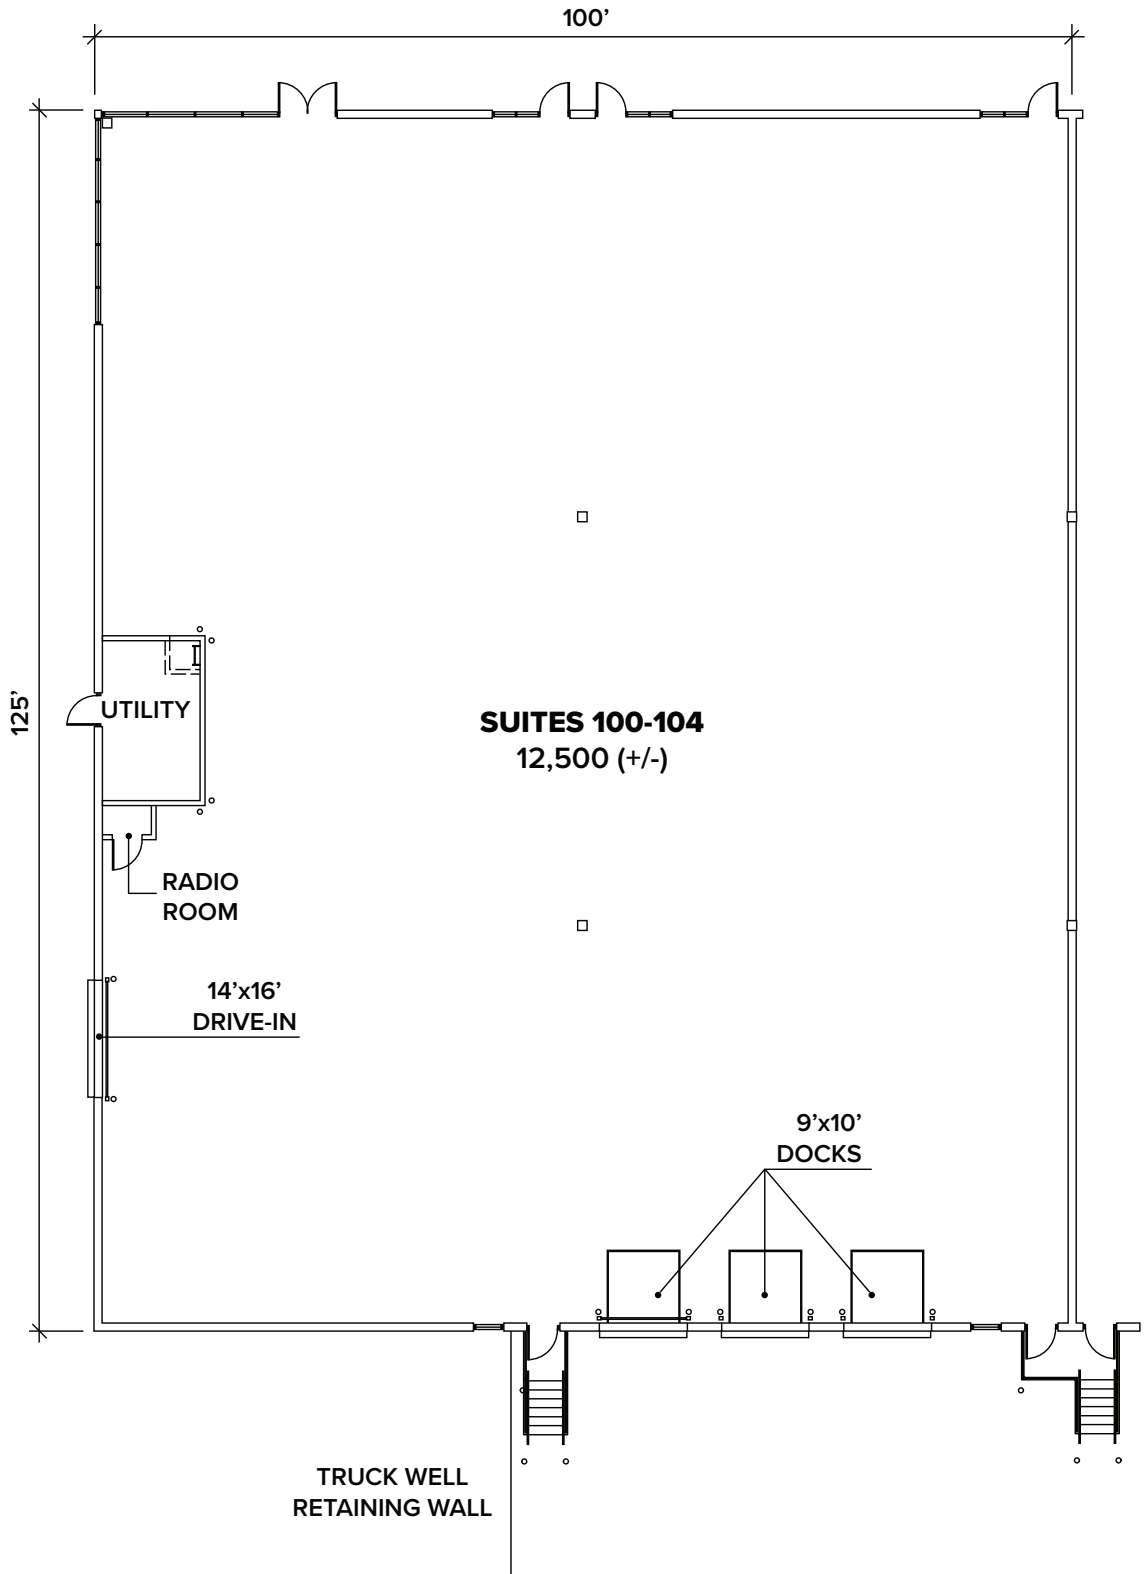 100’
125’
UTILITY
SUITES 100-104
12,500 (+/-)
RADIO
ROOM
14’x16’
DRIVE-IN
9’x10’
DOCKS
TRUCK WELL
RETAINING WALL